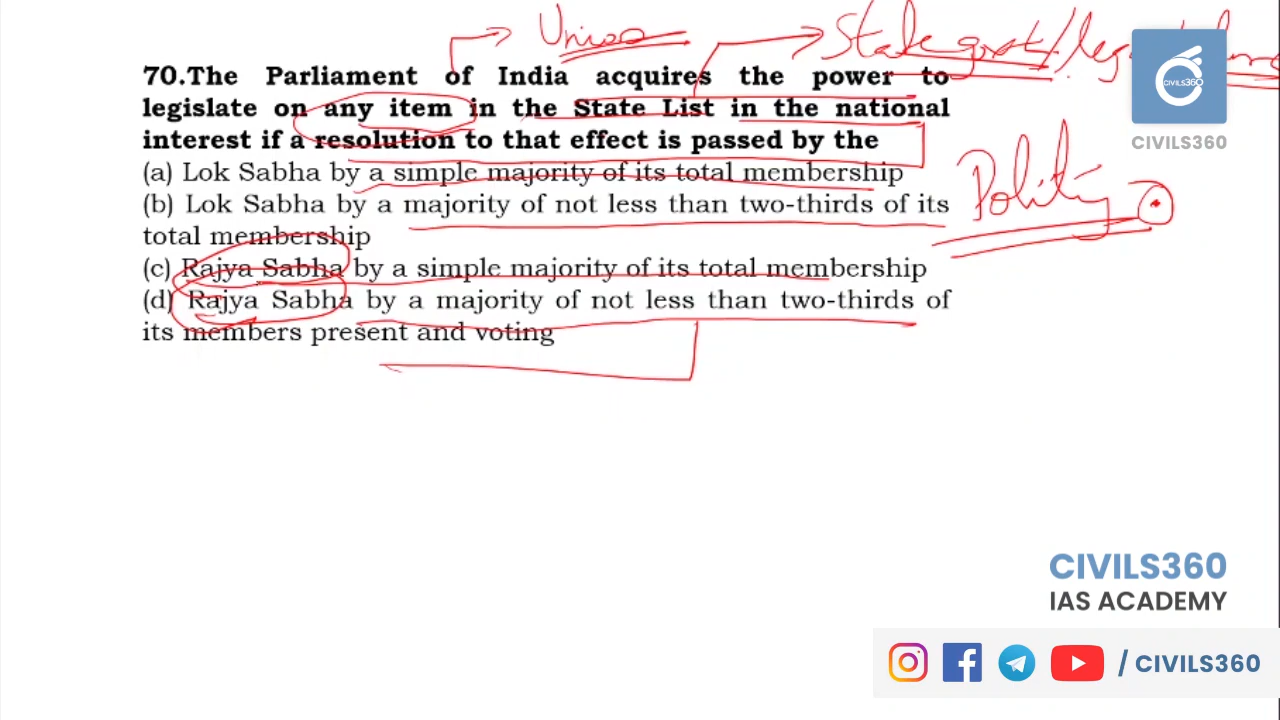 Union
State govt/
70.The Parliament of India acquires the power to
legislate on any item in the State List in the national
interest if a resolution to that effect is passed by the
(a) Lok Sabha by a simple majority of its total membership
(b) Lok Sabha by a majority of not less than two-thirds of its
total membership
(c) Rajya Sabha by a simple majority of its total membership
(d) Rajya Sabha by a majority of not less than two-thirds of
its members present and voting
Polity
CIVILS360
CIVILS360
CIVILS360
IAS ACADEMY
/ CIVILS360